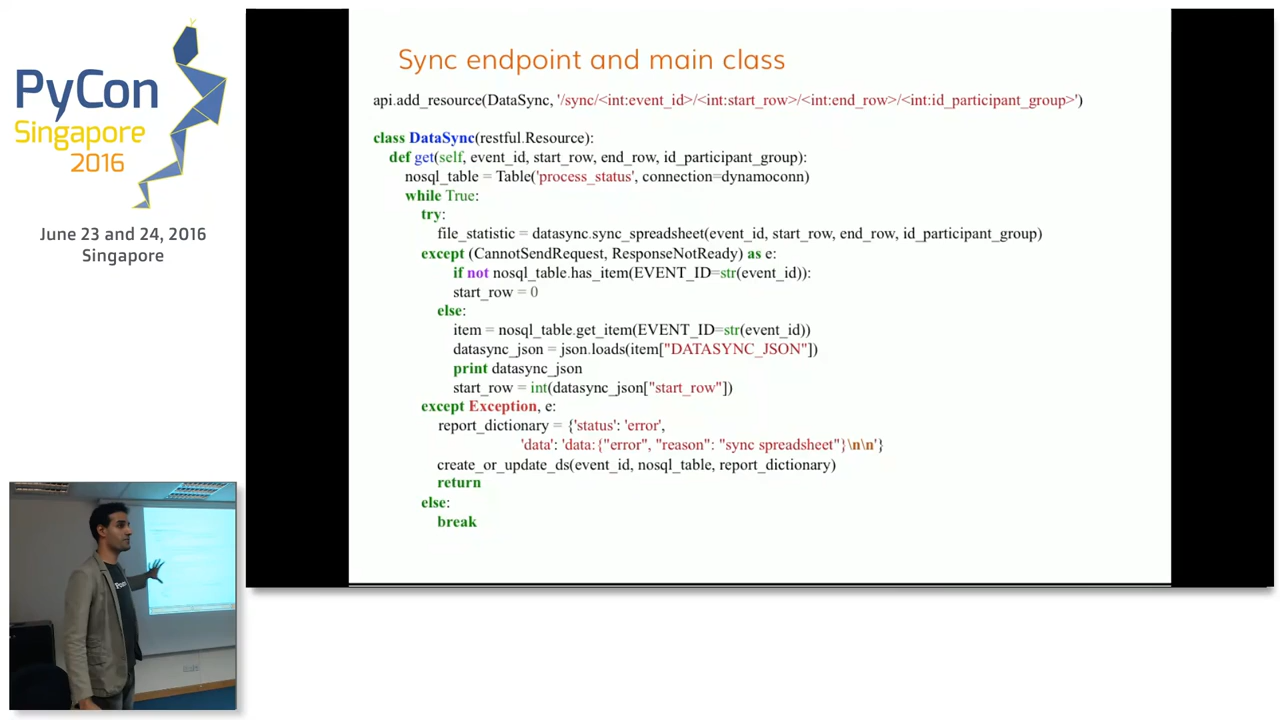 PyCon
Singapore
2016
June 23 and 24, 2016
Singapore
Sync endpoint and main class
api.add_resource(DataSync, '/sync/<int:event_id>/<int:start_row>/<int:end_row>/<int:id_participant_group>')
class DataSync(restful.Resource):
def get(self, event_id, start_row, end_row, id_participant_group):
nosql_table = Table('process_status', connection=dynamoconn)
while True:
try:
file_statistic = datasync.sync_spreadsheet(event_id, start_row, end_row, id_participant_group)
except (CannotSendRequest, ResponseNotReady) as e:
if not nosql_table.has_item(EVENT_ID=str(event_id)):
start_row = 0
else:
item = nosql_table.get_item(EVENT_ID=str(event_id))
datasync_json = json.loads(item["DATASYNC_JSON"])
print datasync_json
start_row = int(datasync_json["start_row"])
except Exception, e:
report_dictionary = {'status': 'error',
'data': 'data:{"error", "reason": "sync spreadsheet"}\n\n'}
create_or_update_ds(event_id, nosql_table, report_dictionary)
return
else:
break